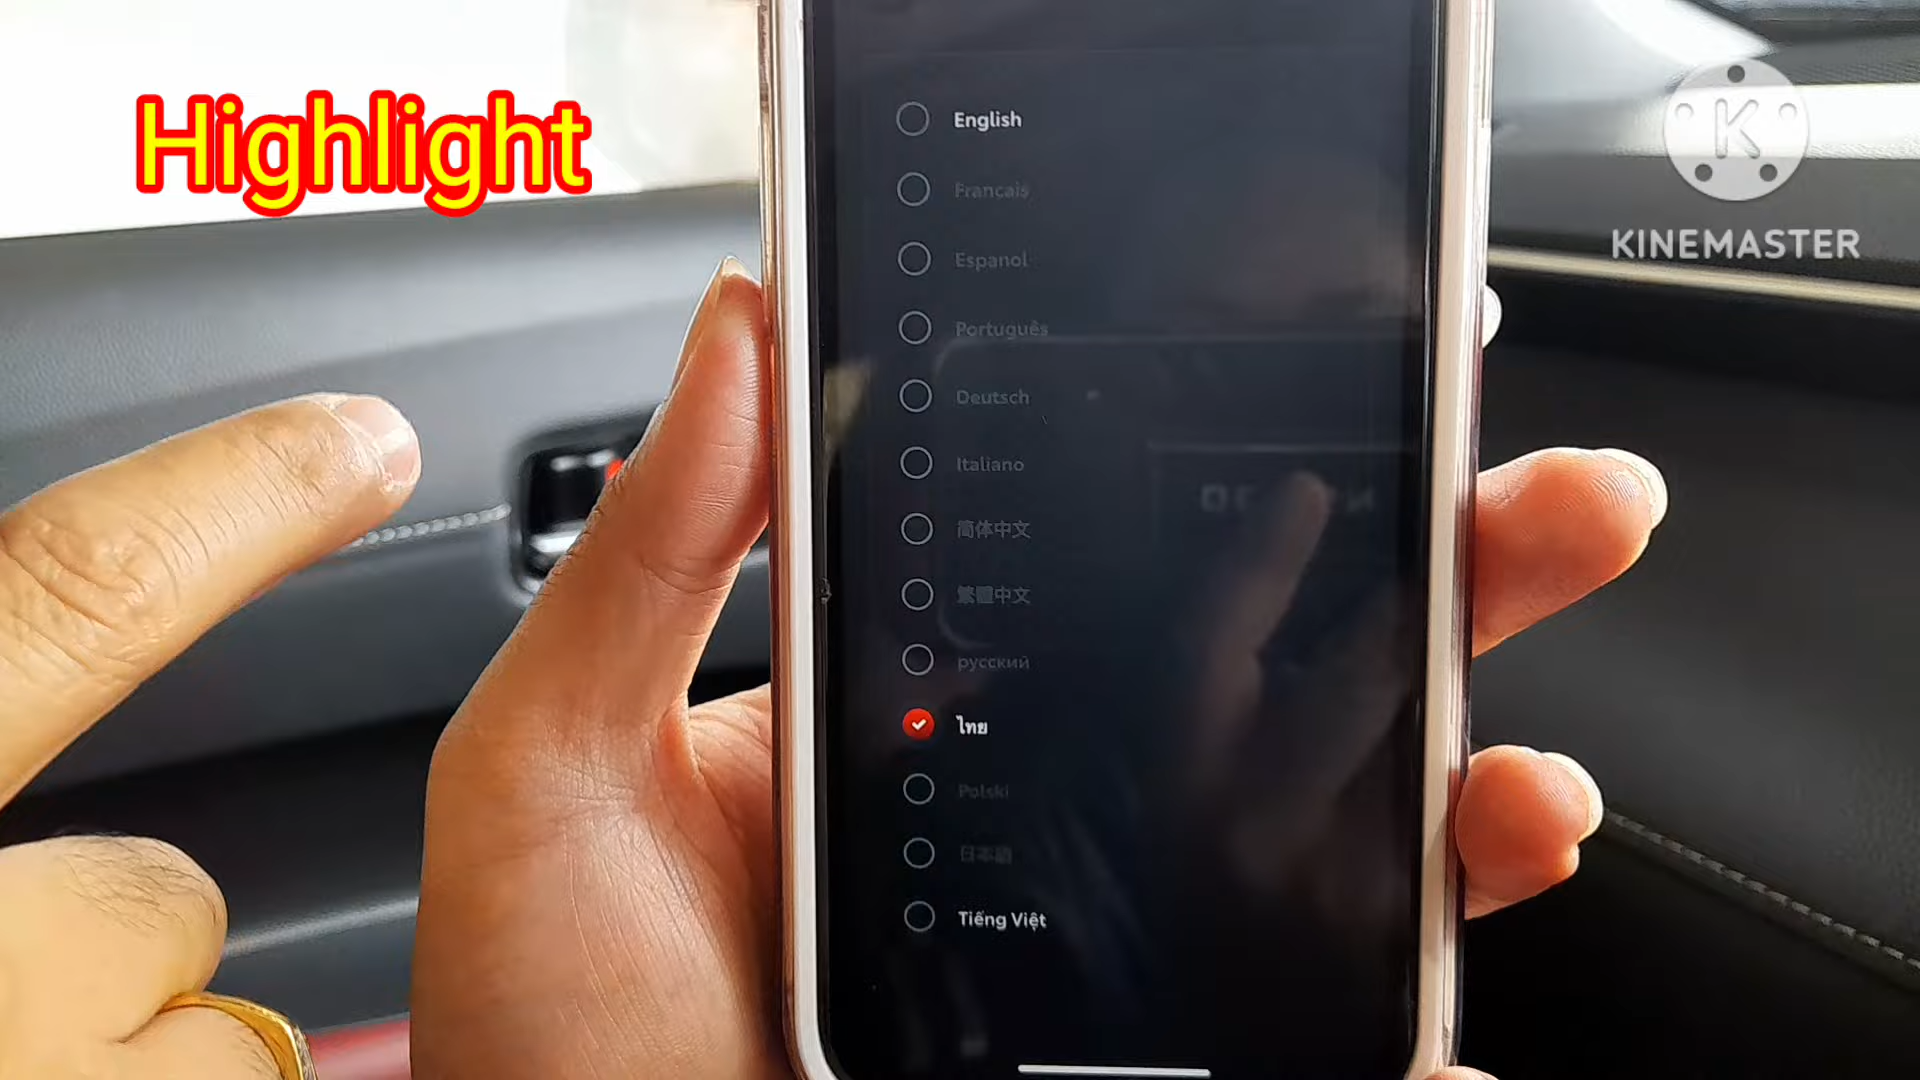 Highlight
K
KINEMASTER
English
Francais
Espanol
Português
Deutsch
Italiano
简体中文
繁體中文
русский
ไทย
Polski
日本語
Tiếng Việt